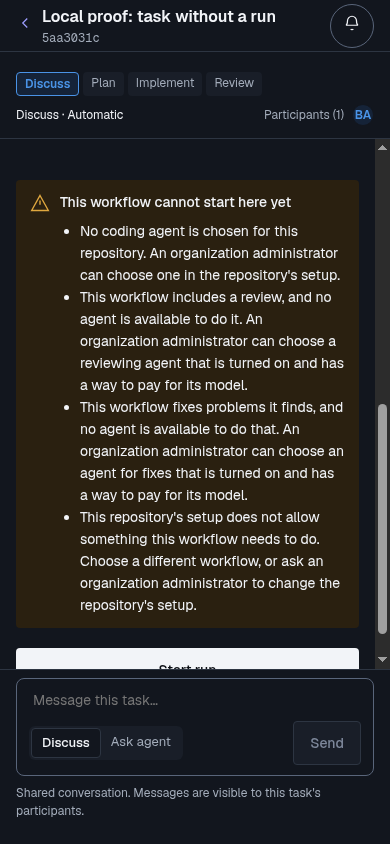 Local proof: task without a run
5aa3031c
Discuss Plan Implement Review
Discuss · Automatic Participants (1) BA
This workflow cannot start here yet
• No coding agent is chosen for this
repository. An organization administrator
can choose one in the repository's setup.
• This workflow includes a review, and no
agent is available to do it. An
organization administrator can choose a
reviewing agent that is turned on and has
a way to pay for its model.
• This workflow fixes problems it finds, and
no agent is available to do that. An
organization administrator can choose an
agent for fixes that is turned on and has
a way to pay for its model.
• This repository's setup does not allow
something this workflow needs to do.
Choose a different workflow, or ask an
organization administrator to change the
repository's setup.
Start run
Message this task...
Discuss Ask agent Send
Shared conversation. Messages are visible to this task's
participants.